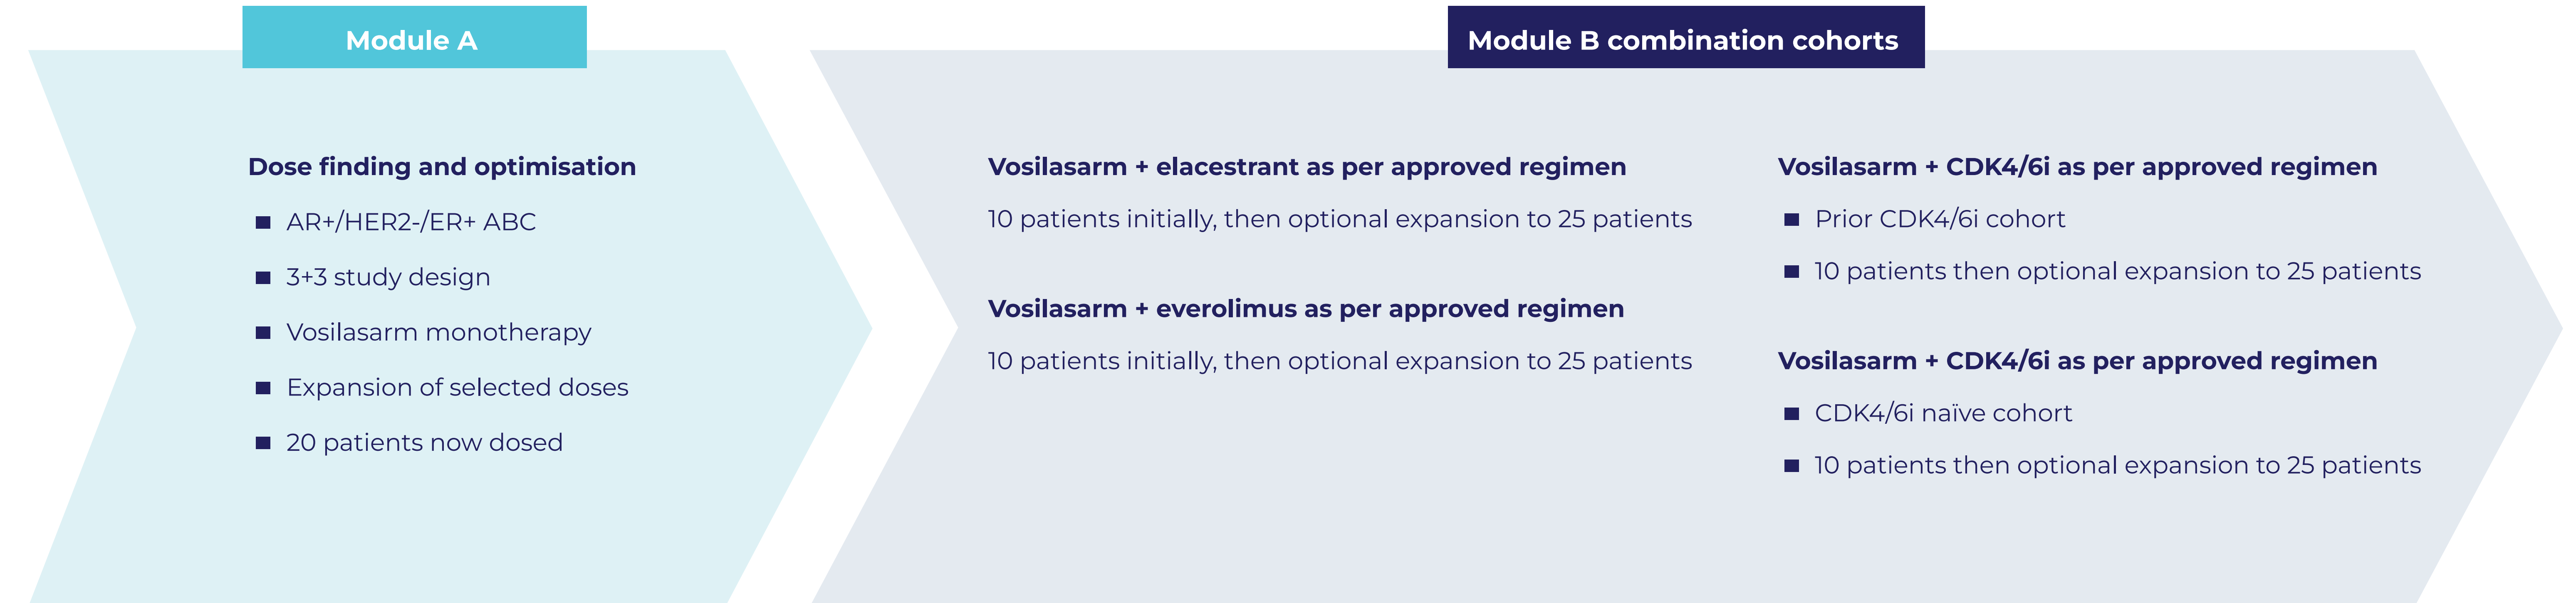 Module A
Dose finding and optimisation
AR+/HER2-/ER+ ABC
3+3 study design
Vosilasarm monotherapy
Expansion of selected doses
20 patients now dosed
Module B combination cohorts
Vosilasarm + elacestrant as per approved regimen
10 patients initially, then optional expansion to 25 patients
Vosilasarm + everolimus as per approved regimen
10 patients initially, then optional expansion to 25 patients
Vosilasarm + CDK4/6i as per approved regimen
Prior CDK4/6i cohort
10 patients then optional expansion to 25 patients
Vosilasarm + CDK4/6i as per approved regimen
CDK4/6i naïve cohort
10 patients then optional expansion to 25 patients